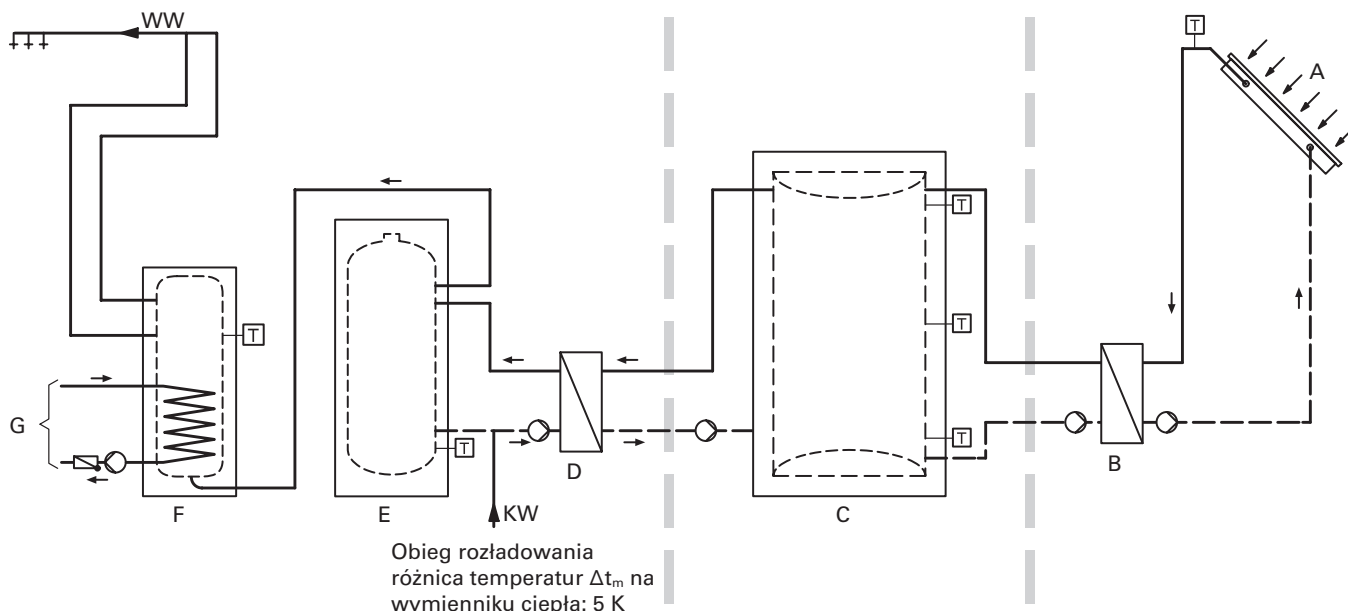 WW
T
A
T
T
T
T
T
G
B
D
F
E
C
KW
Obieg rozładowania
różnica temperatur Δtₘ na
wymienniku ciepła: 5 K